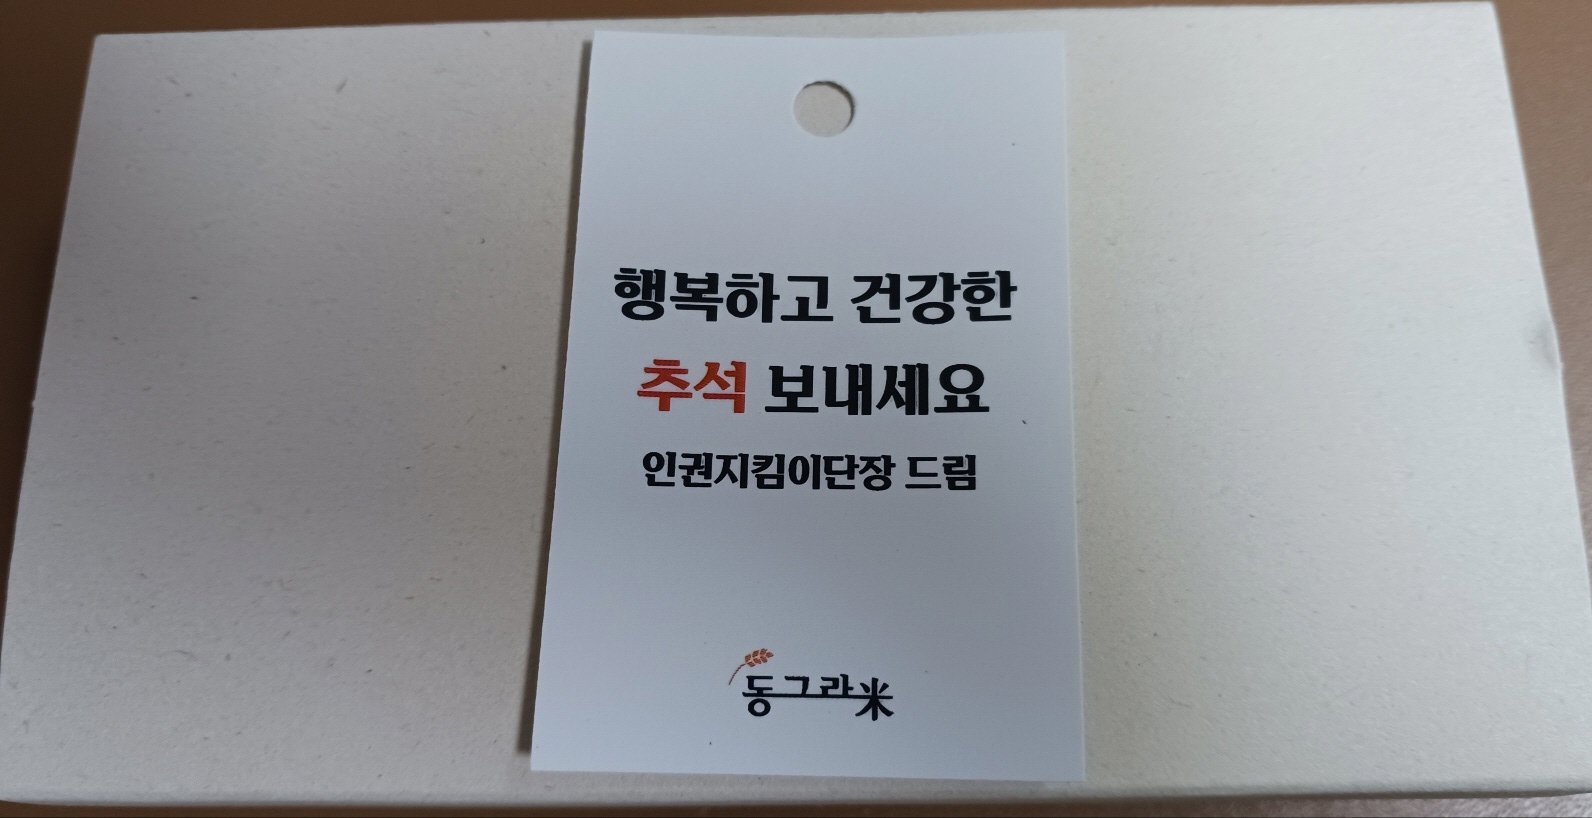 행복하고 건강한
추석 보내세요
인권지킴이단장 드림
동그라米